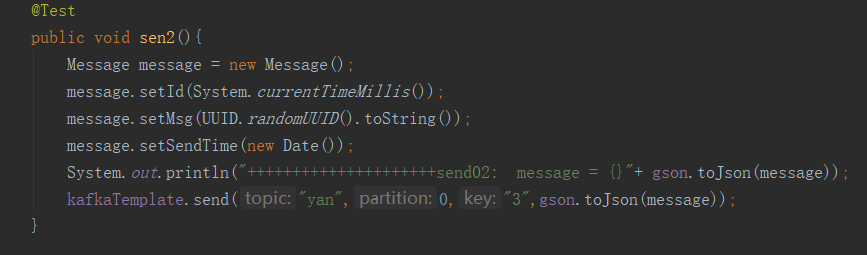 @Test
public void sen2(){
Message message = new Message();
message.setId(System.currentTimeMillis());
message.setMsg(UUID.randomUUID().toString());
message.setSendTime(new Date());
System.out.println("+++++++++++++++++++++send02:  message = {}"+ gson.toJson(message));
kafkaTemplate.send( topic: "yan", partition: 0, key: "3",gson.toJson(message));
}